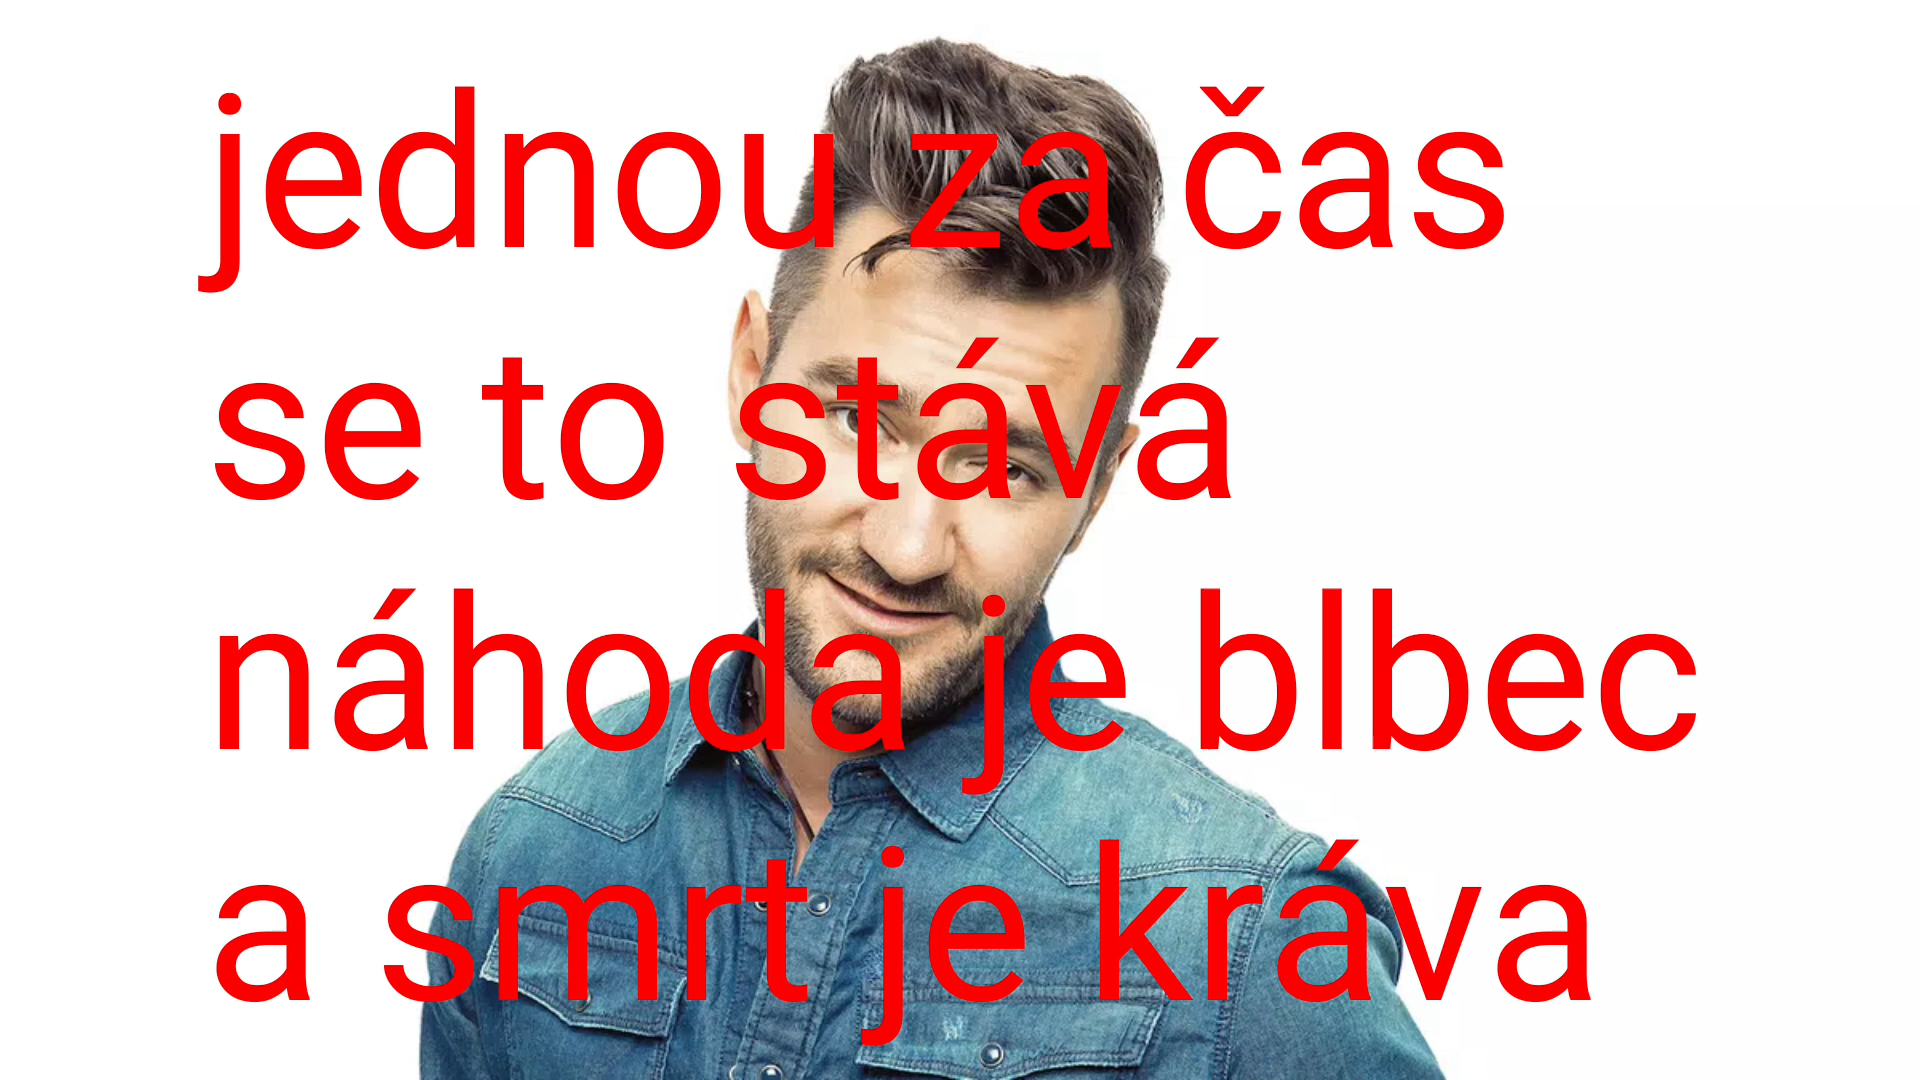 jednou za čas
se to stává
náhoda je blbec
a smrt je kráva